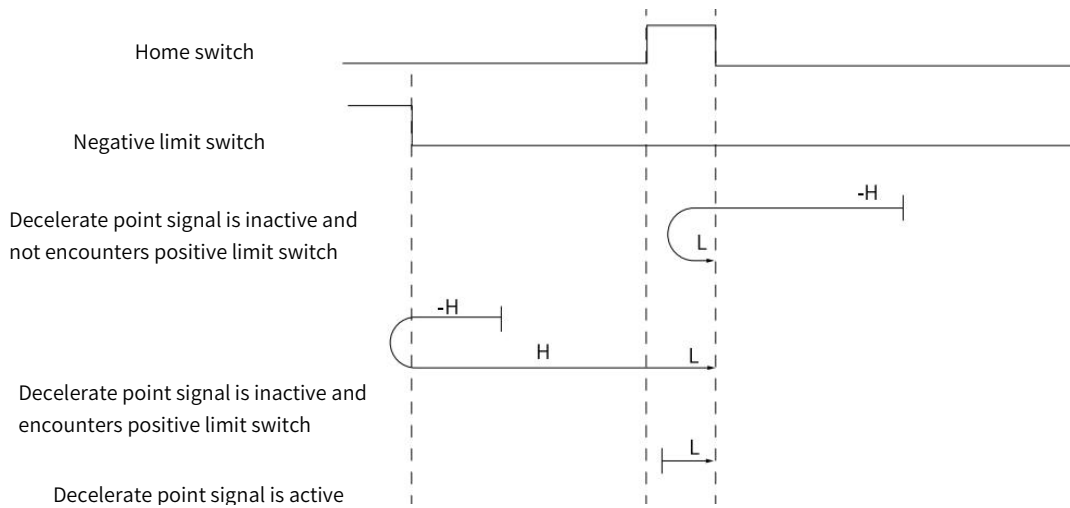 Home switch
Negative limit switch
-H
Decelerate point signal is inactive and
not encounters positive limit switch
L
-H
H
L
Decelerate point signal is inactive and
encounters positive limit switch
L
Decelerate point signal is active